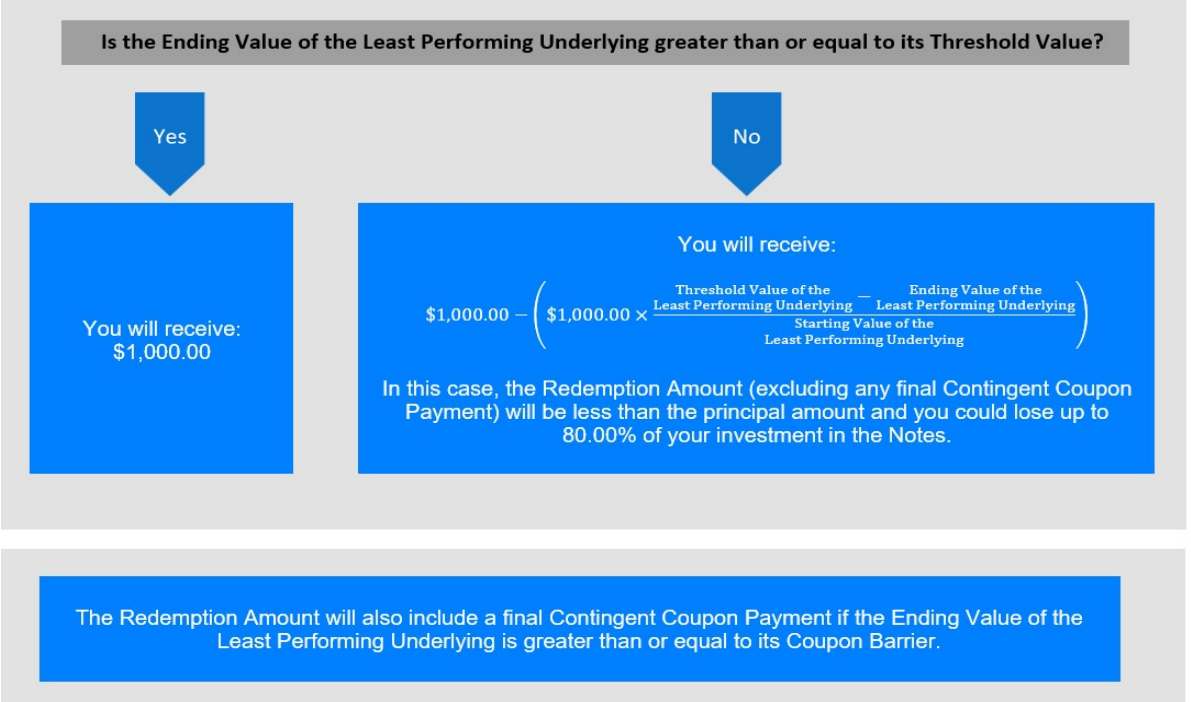 Is the Ending Value of the Least Performing Underlying greater than or equal to its Threshold Value?
Yes
No
You will receive:
$1,000.00
You will receive:
$1,000.00 − ( $1,000.00 × (Threshold Value of the Least Performing Underlying − Ending Value of the Least Performing Underlying) / Starting Value of the Least Performing Underlying )
In this case, the Redemption Amount (excluding any final Contingent Coupon
Payment) will be less than the principal amount and you could lose up to
80.00% of your investment in the Notes.
The Redemption Amount will also include a final Contingent Coupon Payment if the Ending Value of the
Least Performing Underlying is greater than or equal to its Coupon Barrier.